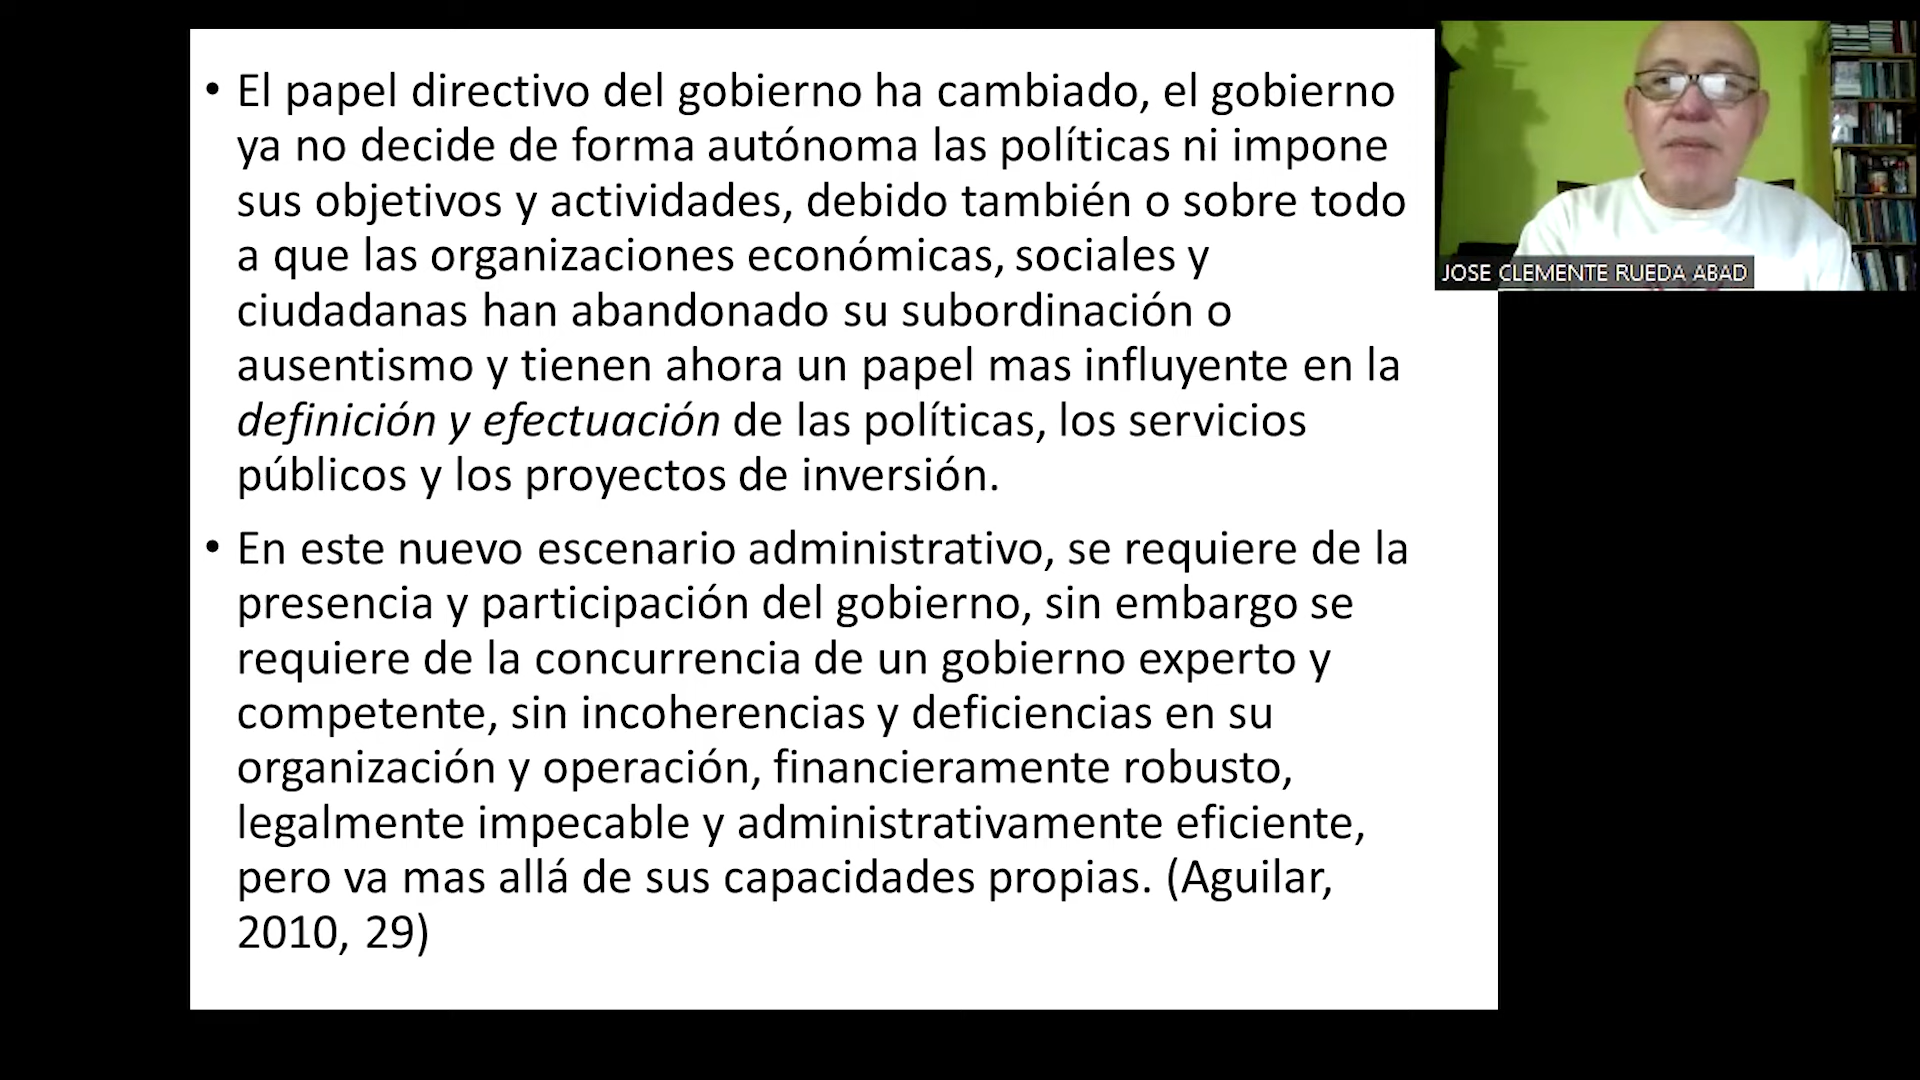 • El papel directivo del gobierno ha cambiado, el gobierno
ya no decide de forma autónoma las políticas ni impone
sus objetivos y actividades, debido también o sobre todo
a que las organizaciones económicas, sociales y
ciudadanas han abandonado su subordinación o
ausentismo y tienen ahora un papel mas influyente en la
definición y efectuación de las políticas, los servicios
públicos y los proyectos de inversión.
• En este nuevo escenario administrativo, se requiere de la
presencia y participación del gobierno, sin embargo se
requiere de la concurrencia de un gobierno experto y
competente, sin incoherencias y deficiencias en su
organización y operación, financieramente robusto,
legalmente impecable y administrativamente eficiente,
pero va mas allá de sus capacidades propias. (Aguilar,
2010, 29)
JOSE CLEMENTE RUEDA ABAD